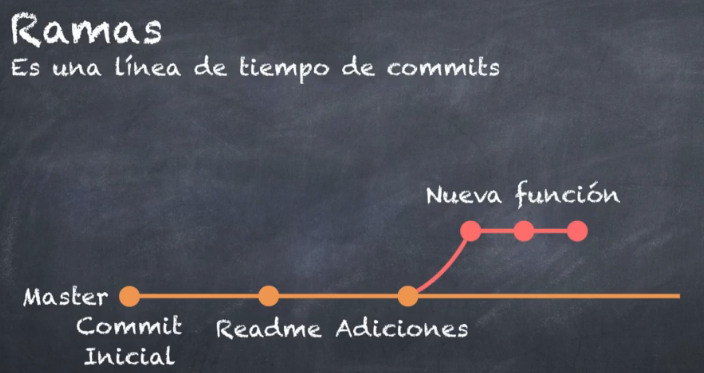 Ramas
Es una línea de tiempo de commits
Nueva función
Master
Commit
Inicial
Readme
Adiciones